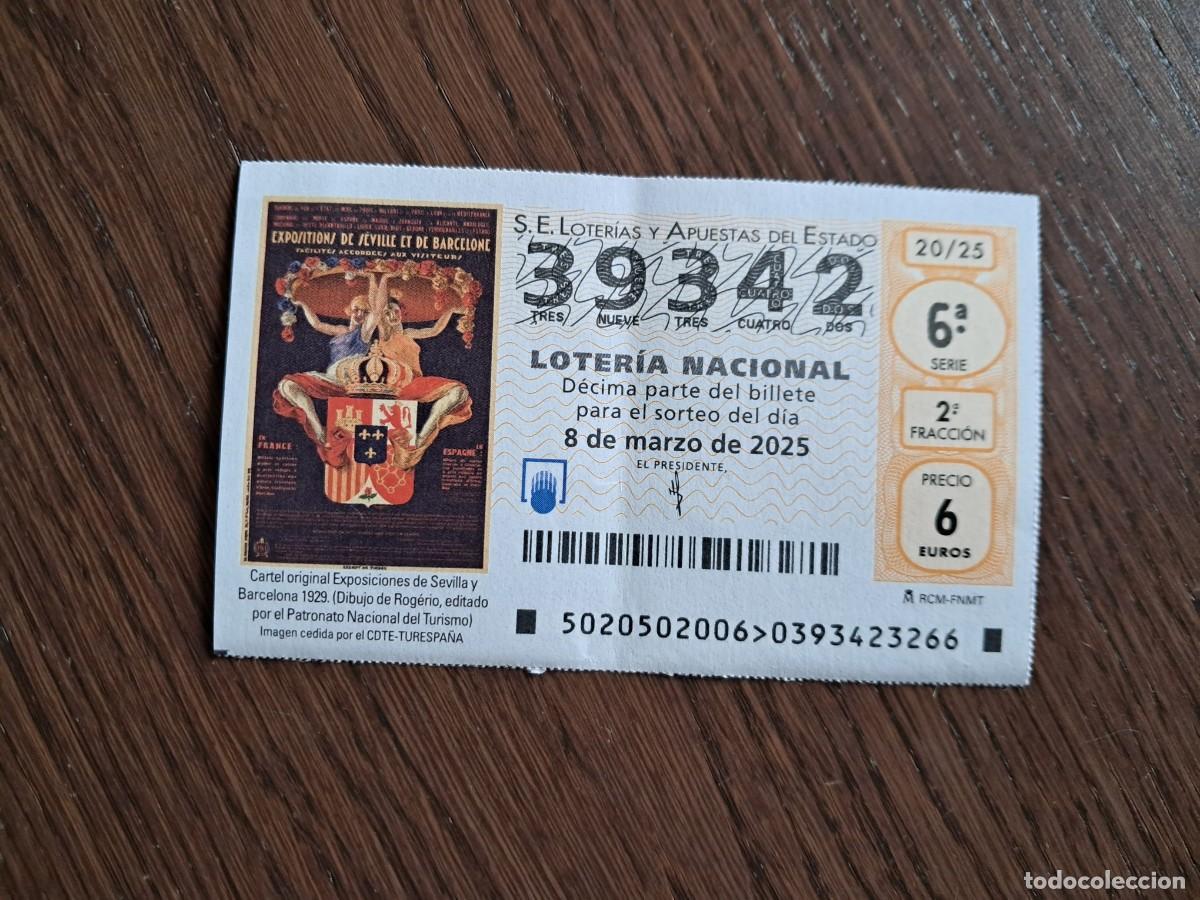 EXPOSITIONS DE SÉVILLE ET DE BARCELONE
FACILITÉS ACCORDÉES AUX VISITEURS
EN FRANCE:
EN ESPAGNE:
Cartel original Exposiciones de Sevilla y
Barcelona 1929. (Dibujo de Rogério, editado
por el Patronato Nacional del Turismo)
Imagen cedida por el CDTE-TURESPAÑA
S.E. LOTERÍAS Y APUESTAS DEL ESTADO
39342
TRES NUEVE TRES CUATRO DOS
LOTERÍA NACIONAL
Décima parte del billete
para el sorteo del día
8 de marzo de 2025
EL PRESIDENTE,
5020502006>0393423266
20/25
6ª
SERIE
2ª
FRACCIÓN
PRECIO
6
EUROS
RCM-FNMT
todocoleccion